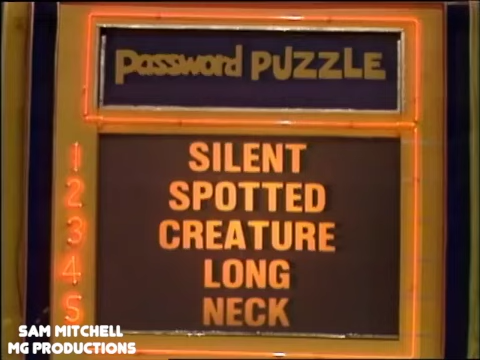 password PUZZLE
1 SILENT
2 SPOTTED
3 CREATURE
4 LONG
5 NECK
SAM MITCHELL
MG PRODUCTIONS